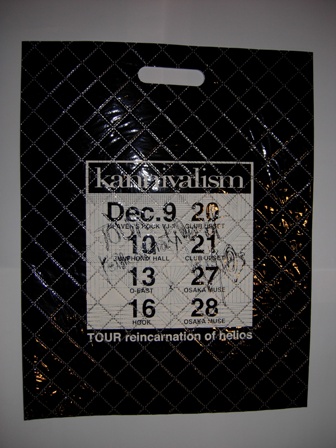 kannivalism
Dec.9 20
HEAVEN'S ROCK
10 21
HALL CLUB
13 27
O-EAST OSAKA MUSE
16 28
HOOK OSAKA MUSE
TOUR reincarnation of helios